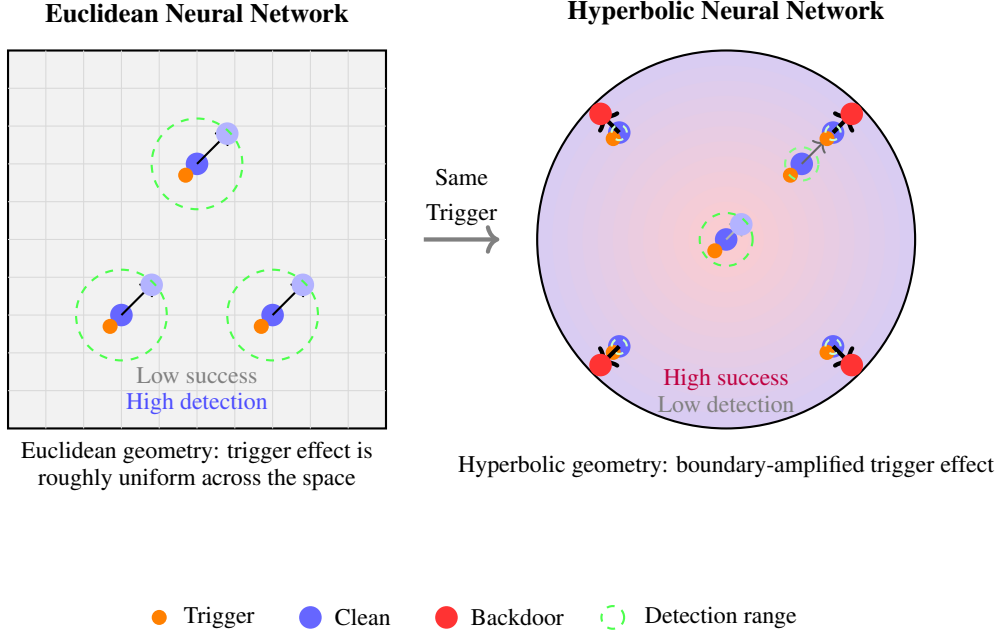 Euclidean Neural Network
Hyperbolic Neural Network
Same
Trigger
Low success
High detection
High success
Low detection
Euclidean geometry: trigger effect is
roughly uniform across the space
Hyperbolic geometry: boundary-amplified trigger effect
Trigger
Clean
Backdoor
Detection range